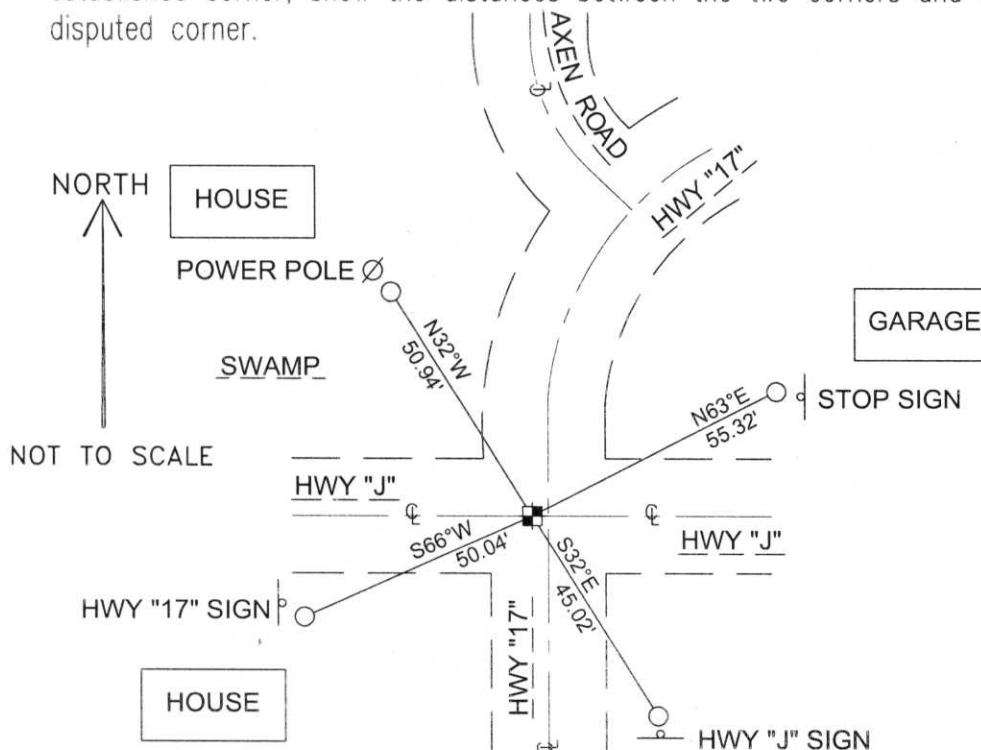 disputed corner.
AXEN ROAD
HWY "17"
NORTH
HOUSE
POWER POLE
N32°W
50.94'
GARAGE
SWAMP
N63°E
55.32'
STOP SIGN
NOT TO SCALE
HWY "J"
HWY "J"
S66°W
50.04'
S32°E
45.02'
HWY "17" SIGN
HWY "17"
HOUSE
HWY "J" SIGN